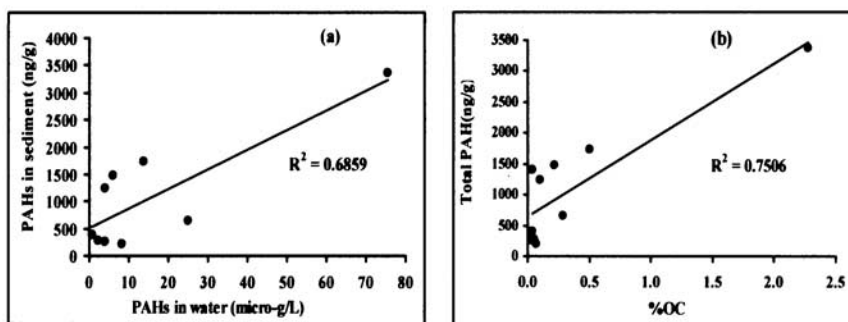 (a)
PAHs in sediment (ng/g)
4000
3500
3000
2500
2000
1500
1000
500
0
R² = 0.6859
0 10 20 30 40 50 60 70 80
PAHs in water (micro-g/L)
(b)
Total PAH(ng/g)
3500
3000
2500
2000
1500
1000
500
0
R² = 0.7506
0.0 0.5 1.0 1.5 2.0 2.5
%OC